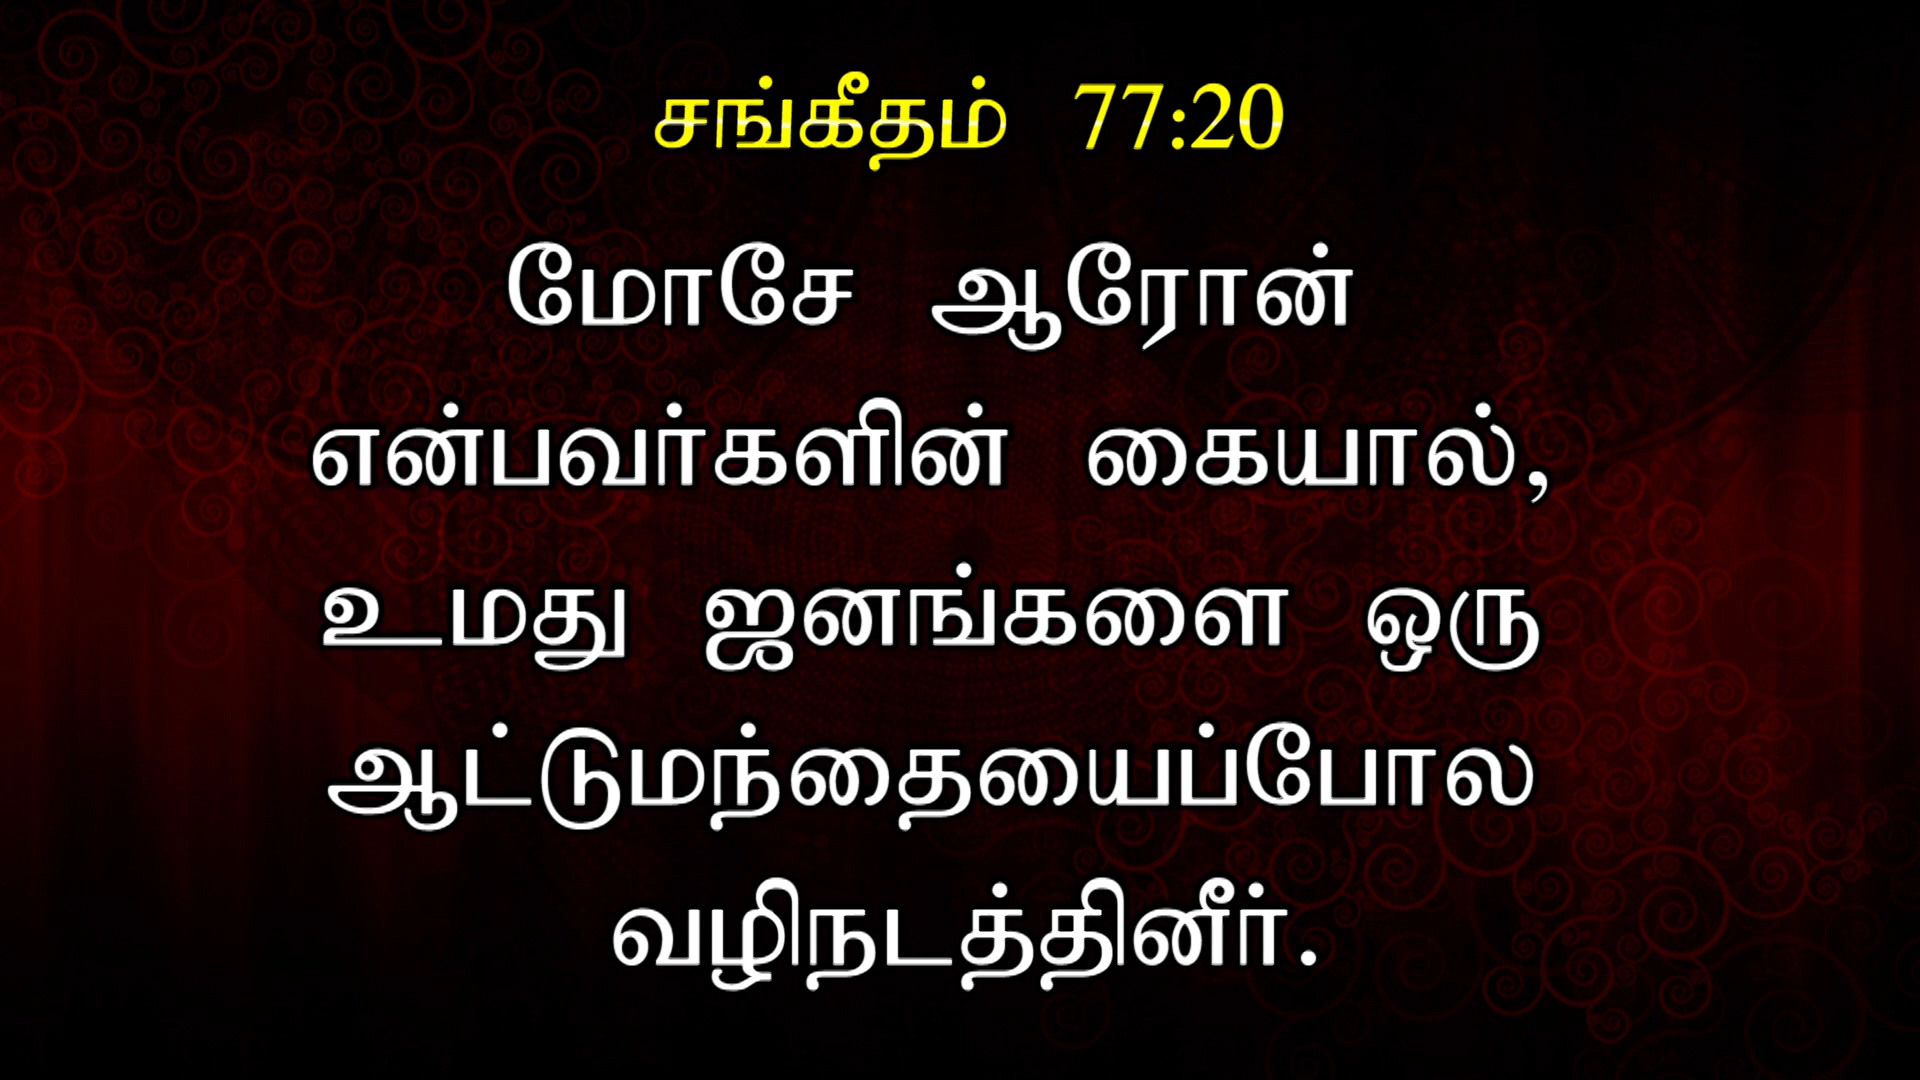 சங்கீதம் 77:20
மோசே ஆரோன்
என்பவர்களின் கையால்,
உமது ஜனங்களை ஒரு
ஆட்டுமந்தையைப்போல
வழிநடத்தினீர்.